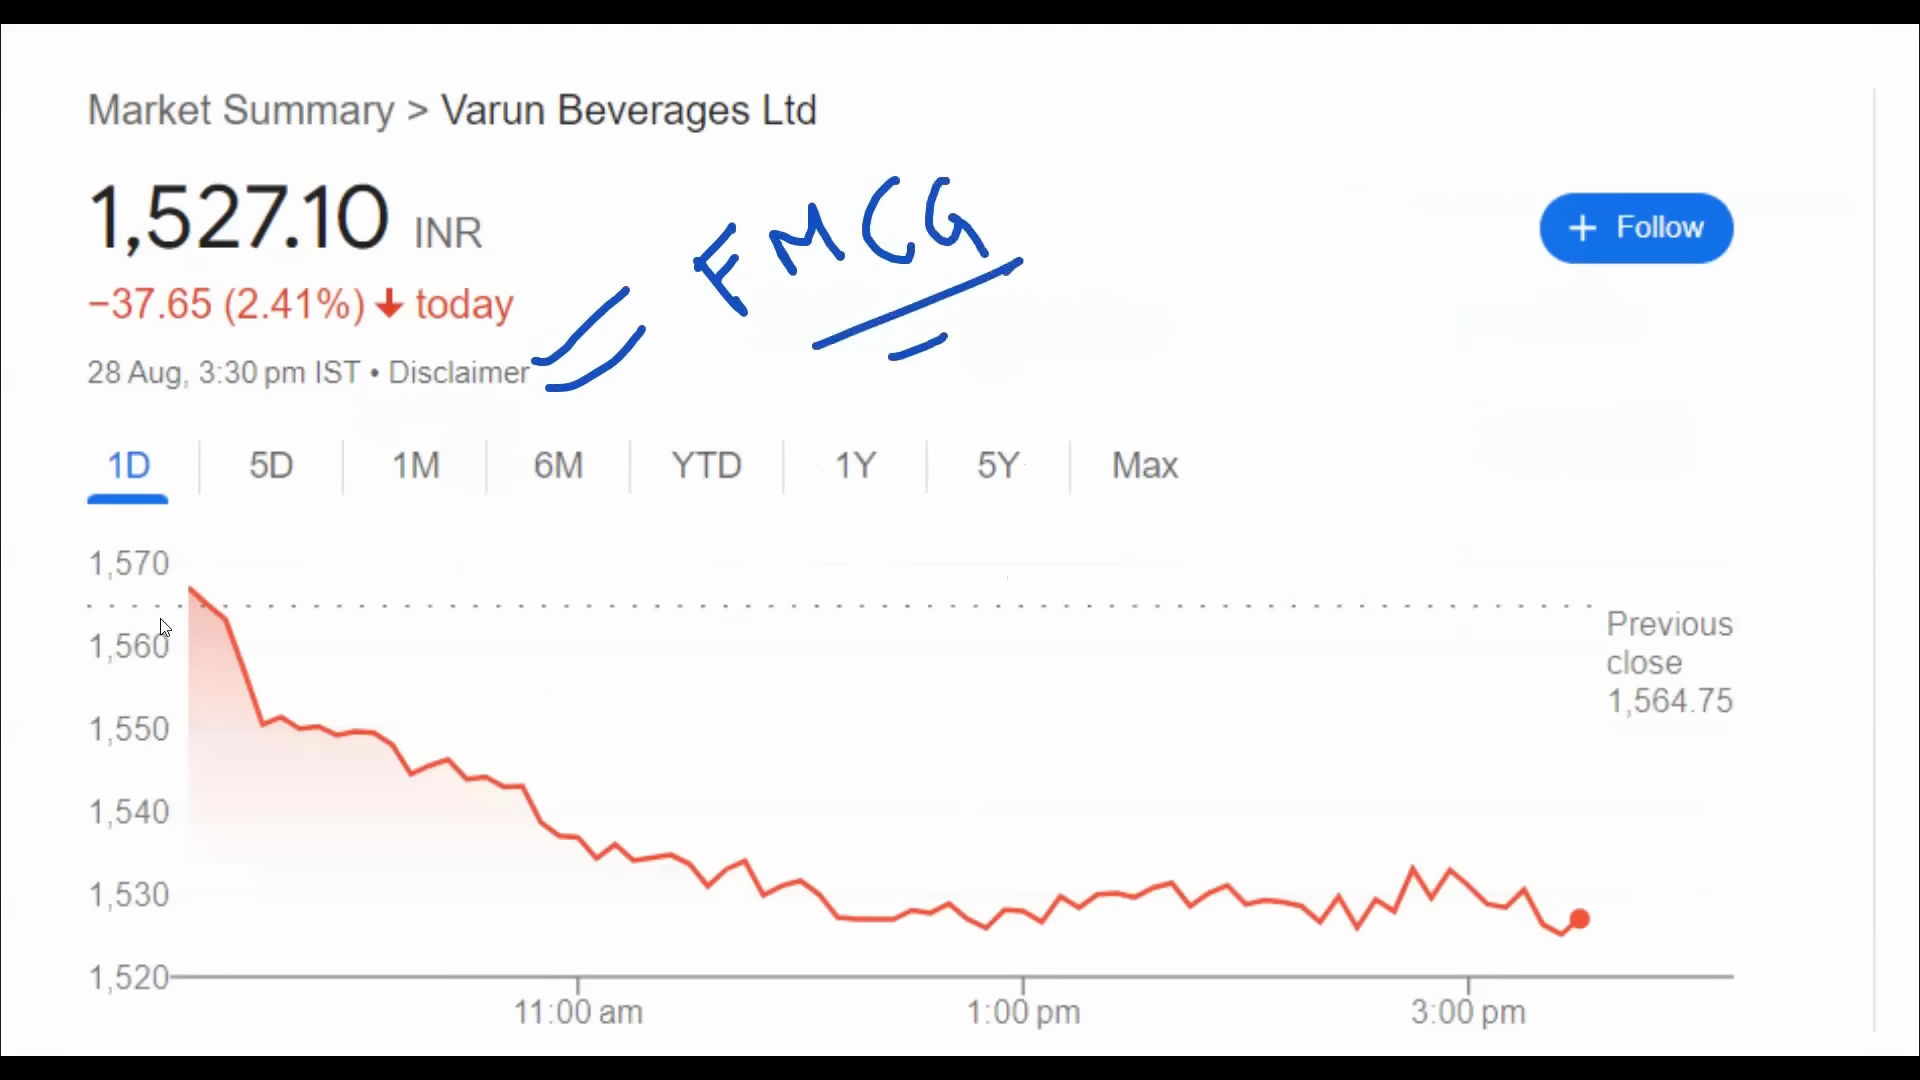 Market Summary > Varun Beverages Ltd
1,527.10 INR
FMCG
+ Follow
−37.65 (2.41%) ↓ today
28 Aug, 3:30 pm IST • Disclaimer
1D 5D 1M 6M YTD 1Y 5Y Max
1,570
1,560
1,550
1,540
1,530
1,520
Previous
close
1,564.75
11:00 am 1:00 pm 3:00 pm